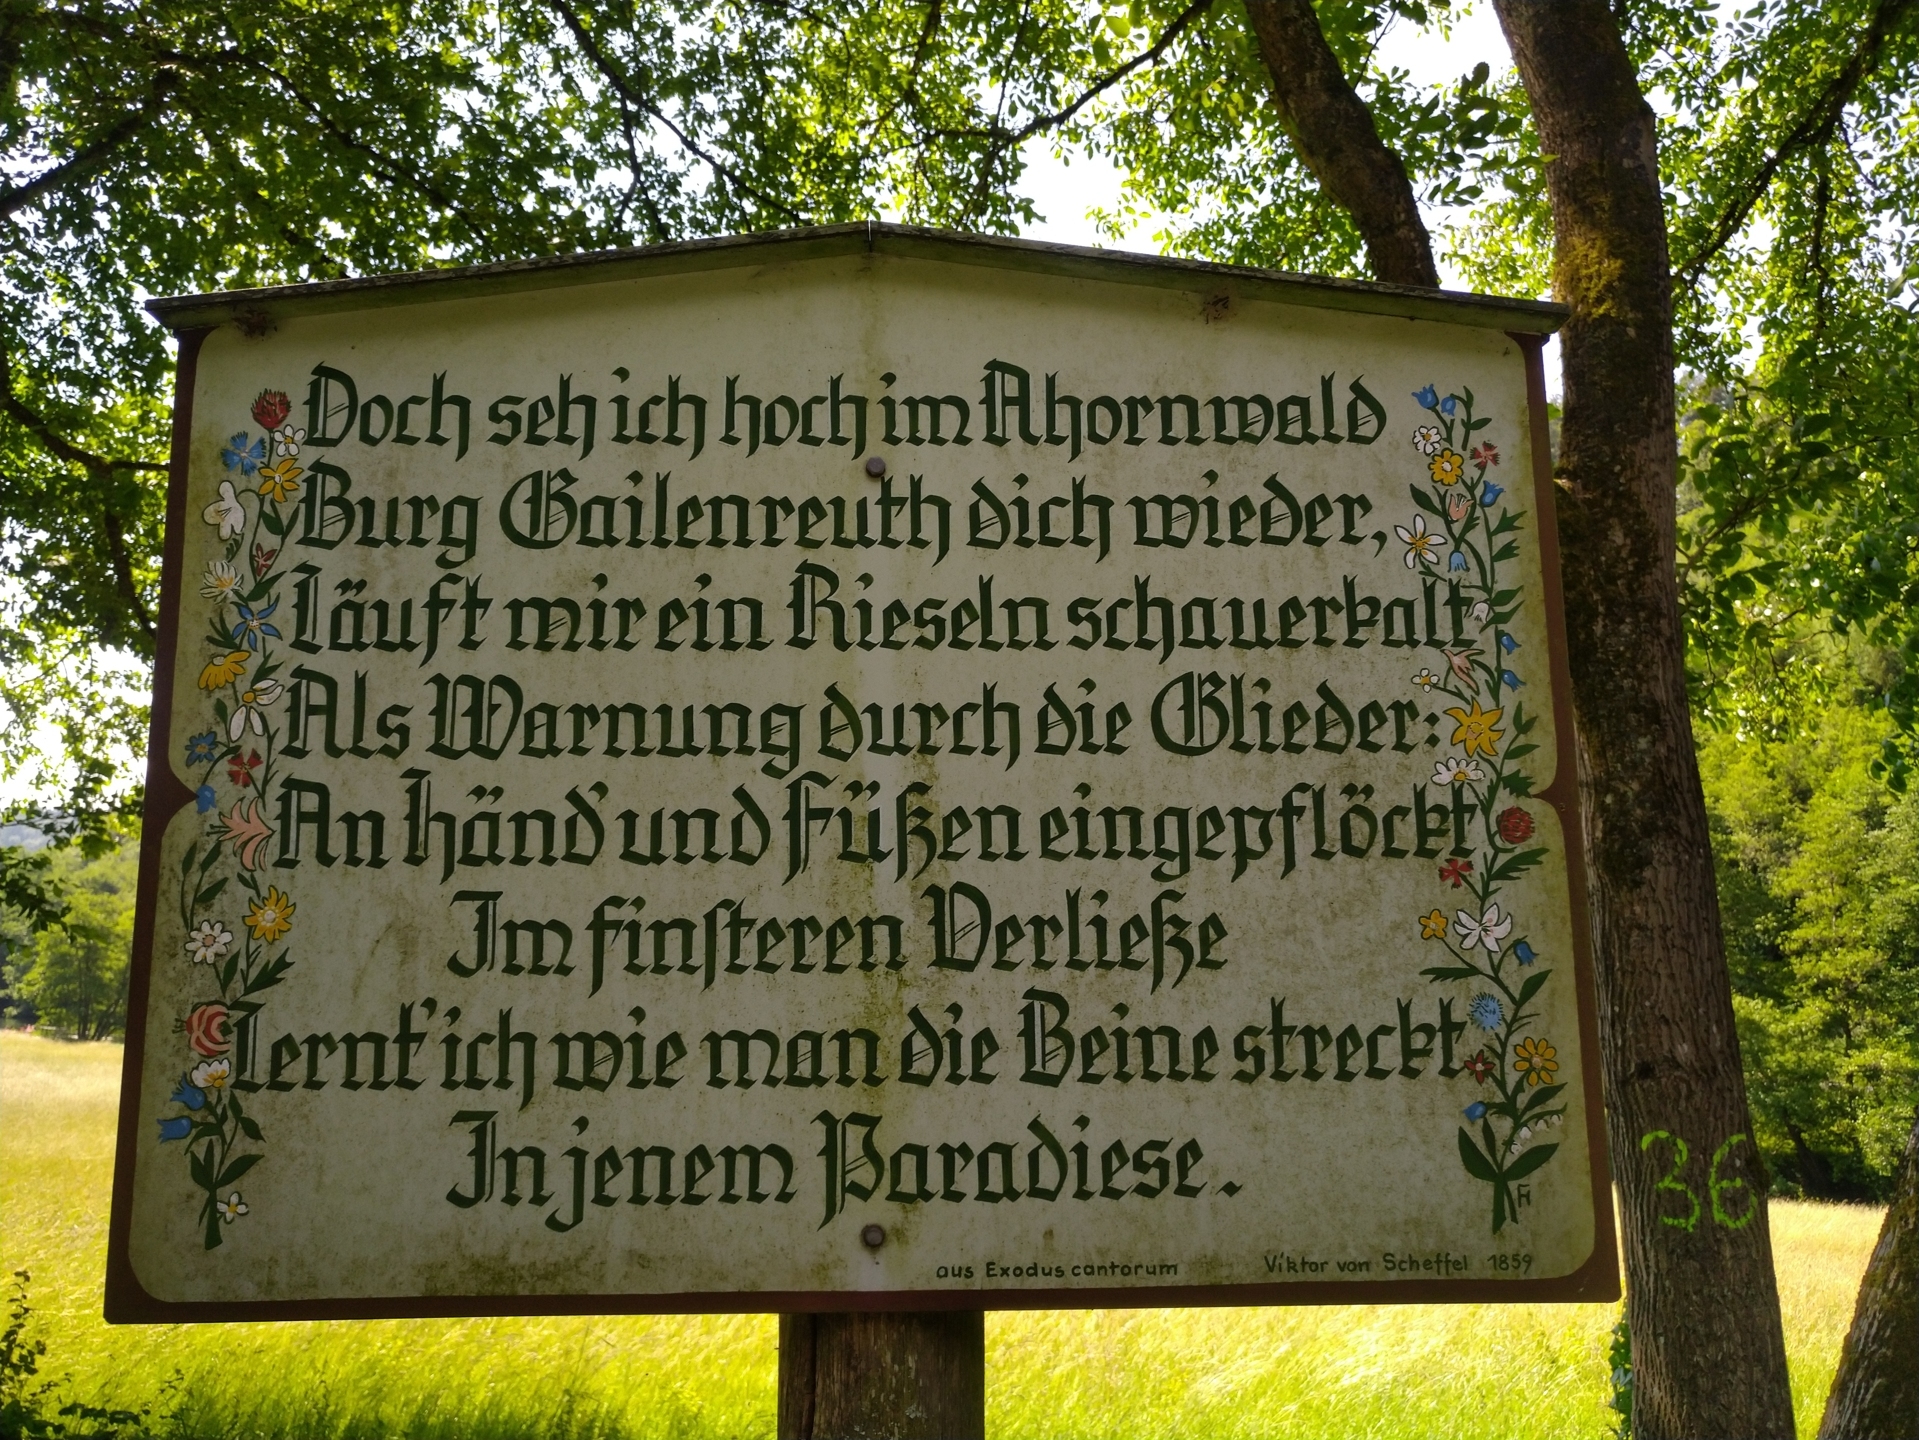 Doch seh ich hoch im Ahornwald
Burg Gailenreuth dich wieder,
Läuft mir ein Rieseln schauerkalt
Als Warnung durch die Glieder:
An Händ' und Füßen eingepflöckt
Im finſteren Verließe
Lernt' ich wie man die Beine streckt
In jenem Paradiese.
aus Exodus cantorum Viktor von Scheffel 1859
36